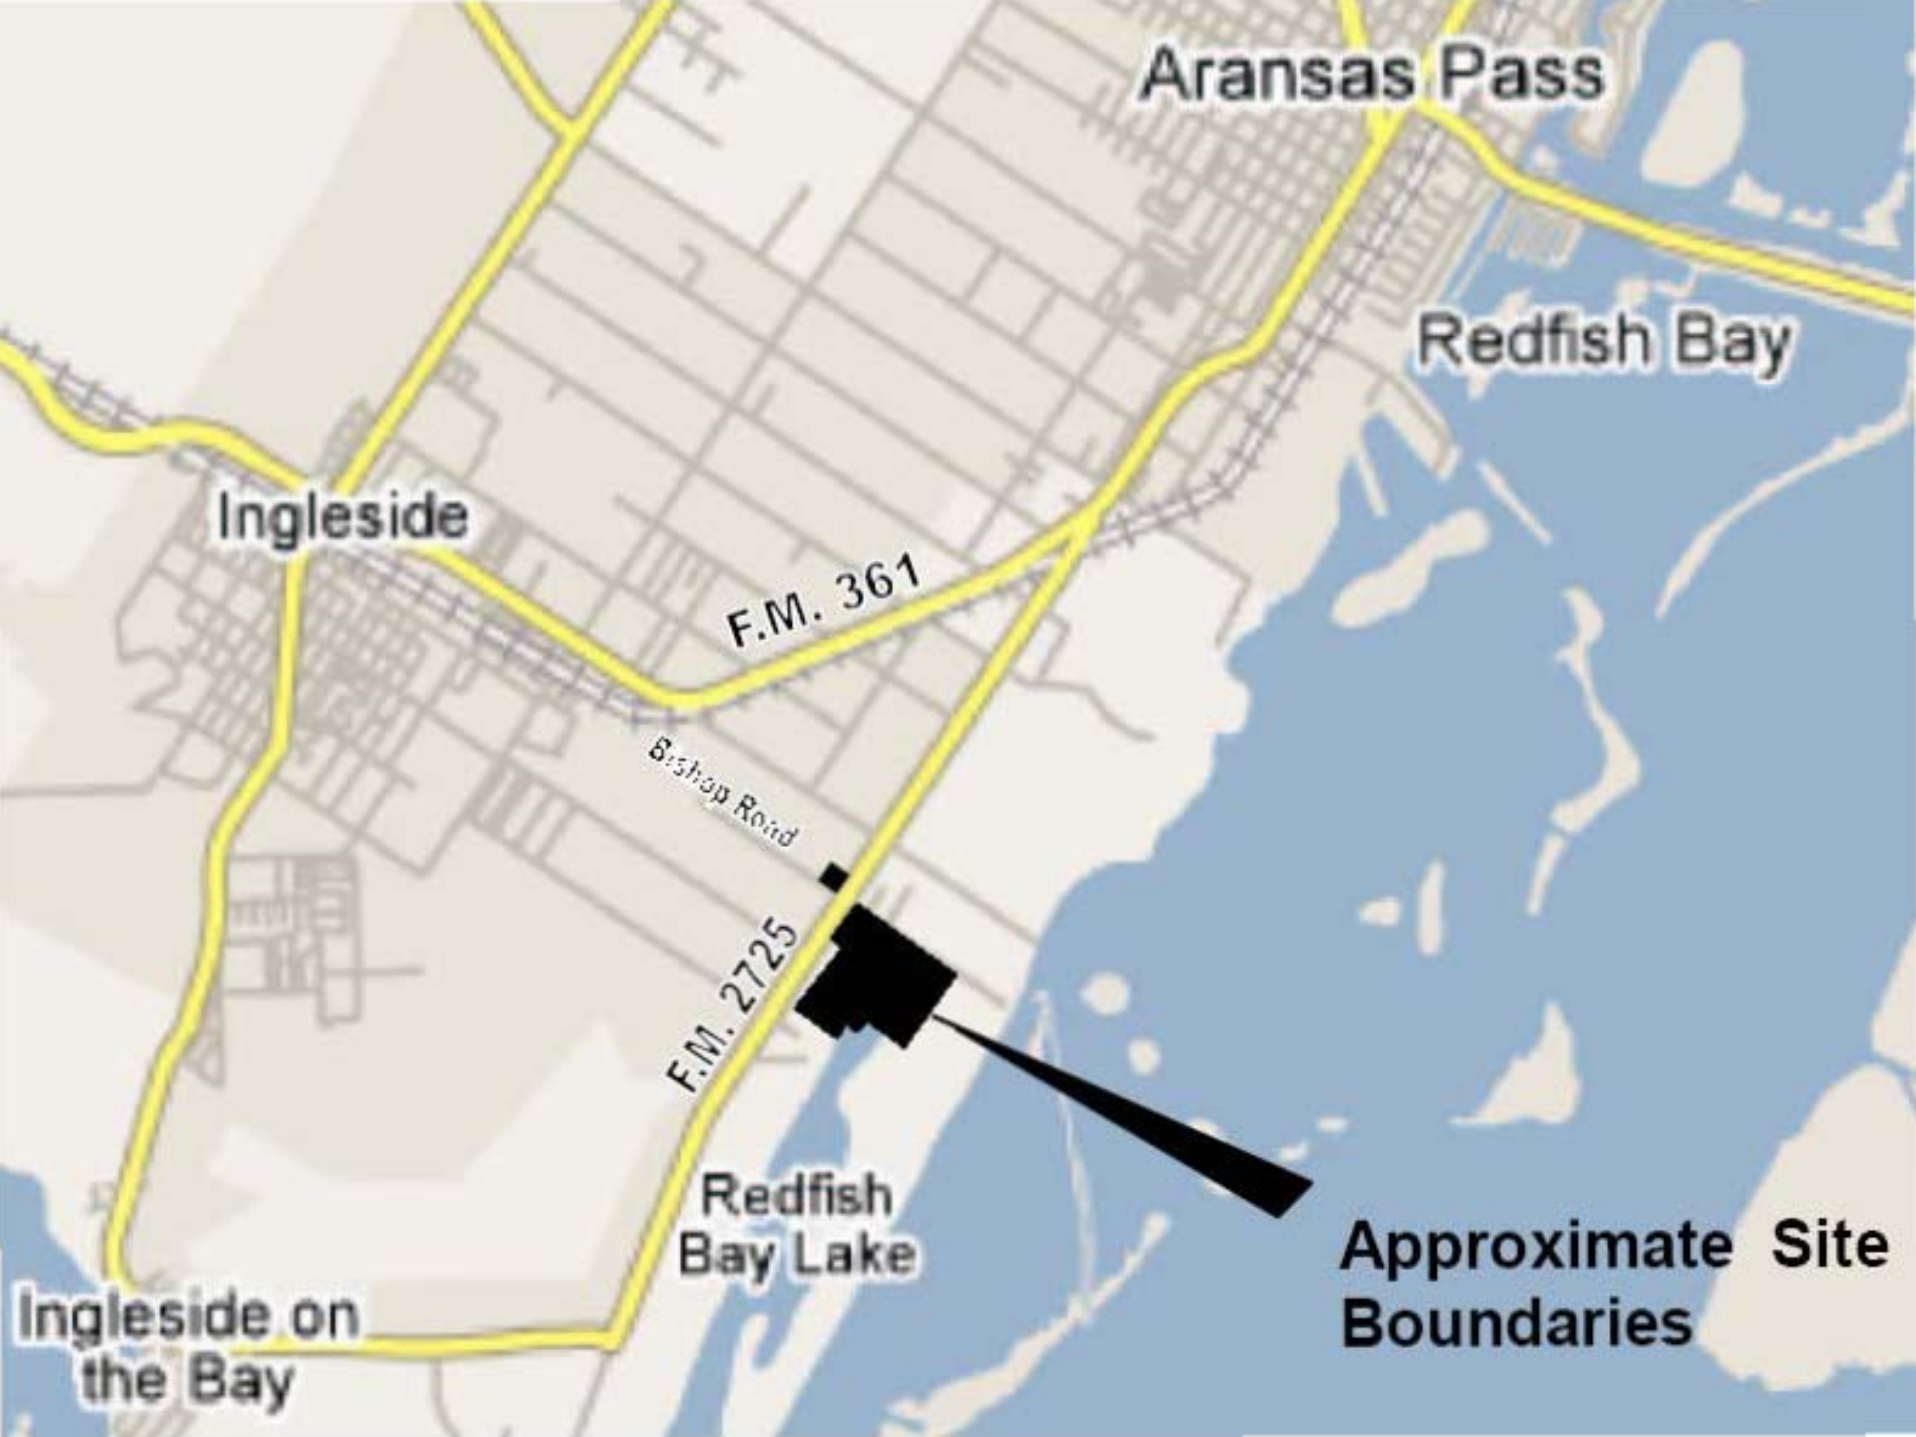 Aransas Pass
Redfish Bay
Ingleside
F.M. 361
Bishop Road
F.M. 2725
Redfish
Bay Lake
Approximate Site
Boundaries
Ingleside on
the Bay